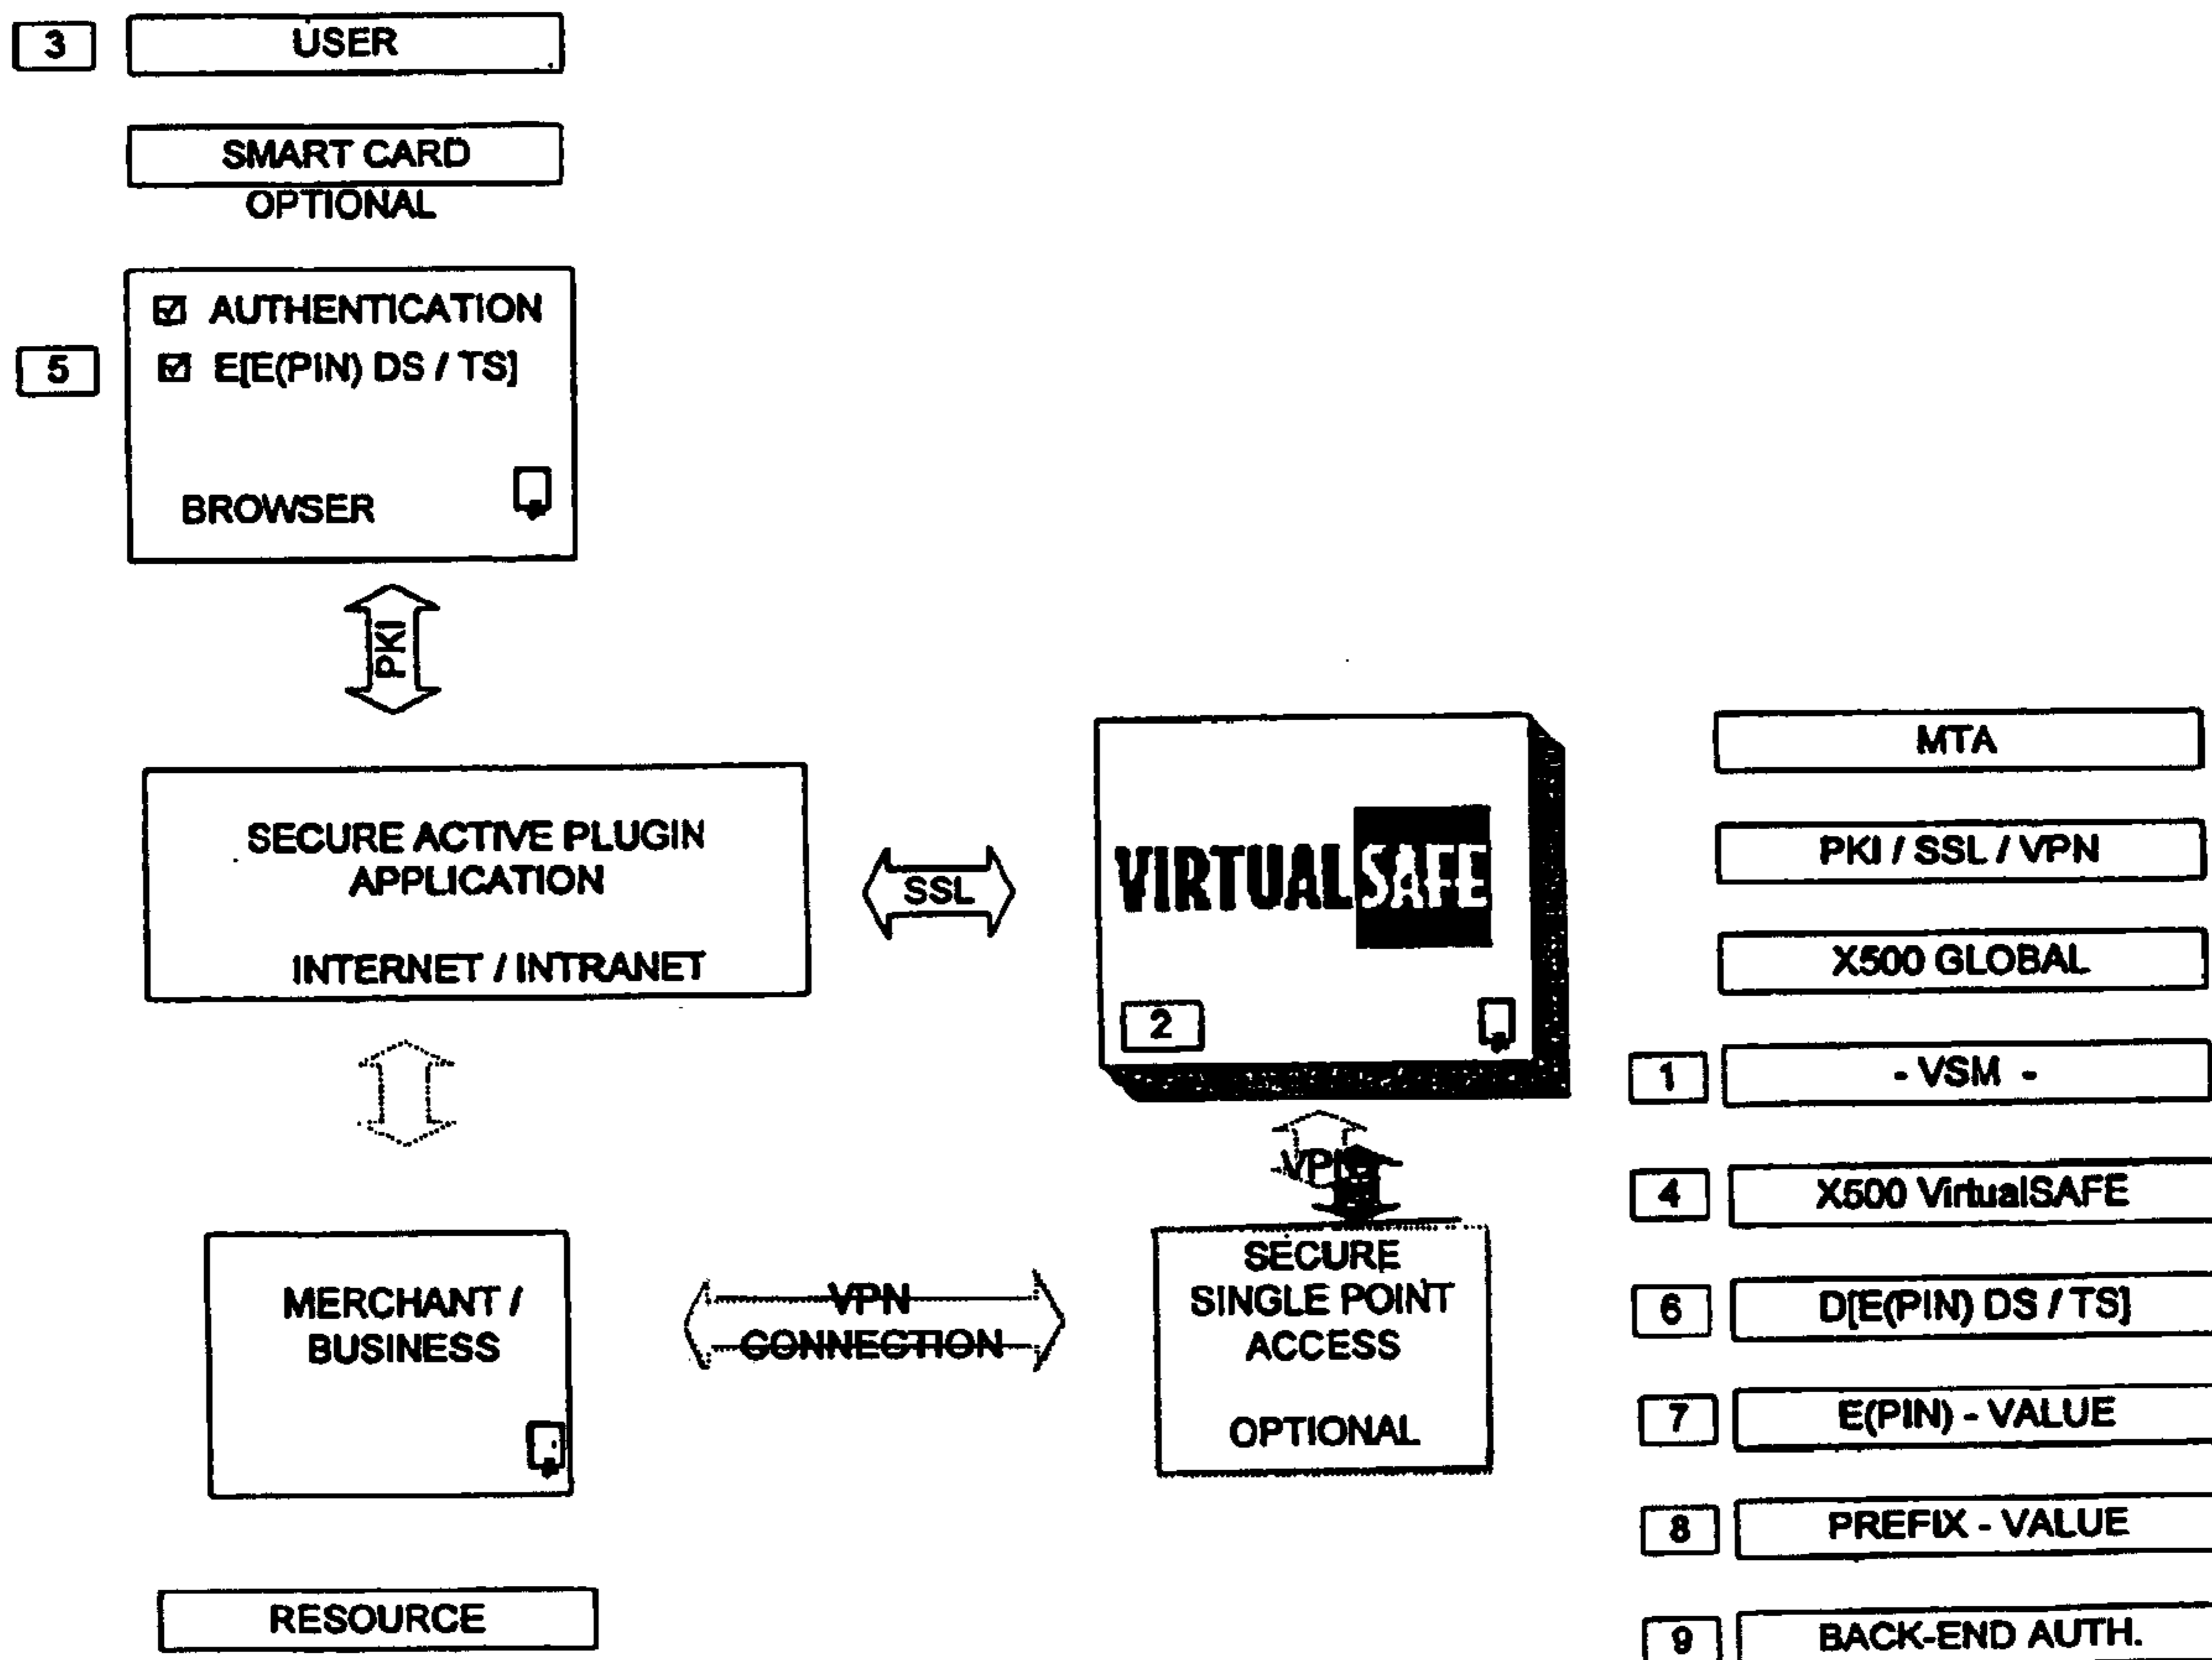 3 USER
SMART CARD
OPTIONAL
AUTHENTICATION
5 E[E(PIN) DS / TS]
BROWSER
PKI
SECURE ACTIVE PLUGIN
APPLICATION
INTERNET / INTRANET
SSL
VIRTUALSAFE
2
VPN
MERCHANT /
BUSINESS
VPN
CONNECTION
SECURE
SINGLE POINT
ACCESS
OPTIONAL
RESOURCE
MTA
PKI / SSL / VPN
X500 GLOBAL
1 - VSM -
4 X500 VirtualSAFE
6 D[E(PIN) DS / TS]
7 E(PIN) - VALUE
8 PREFIX - VALUE
9 BACK-END AUTH.